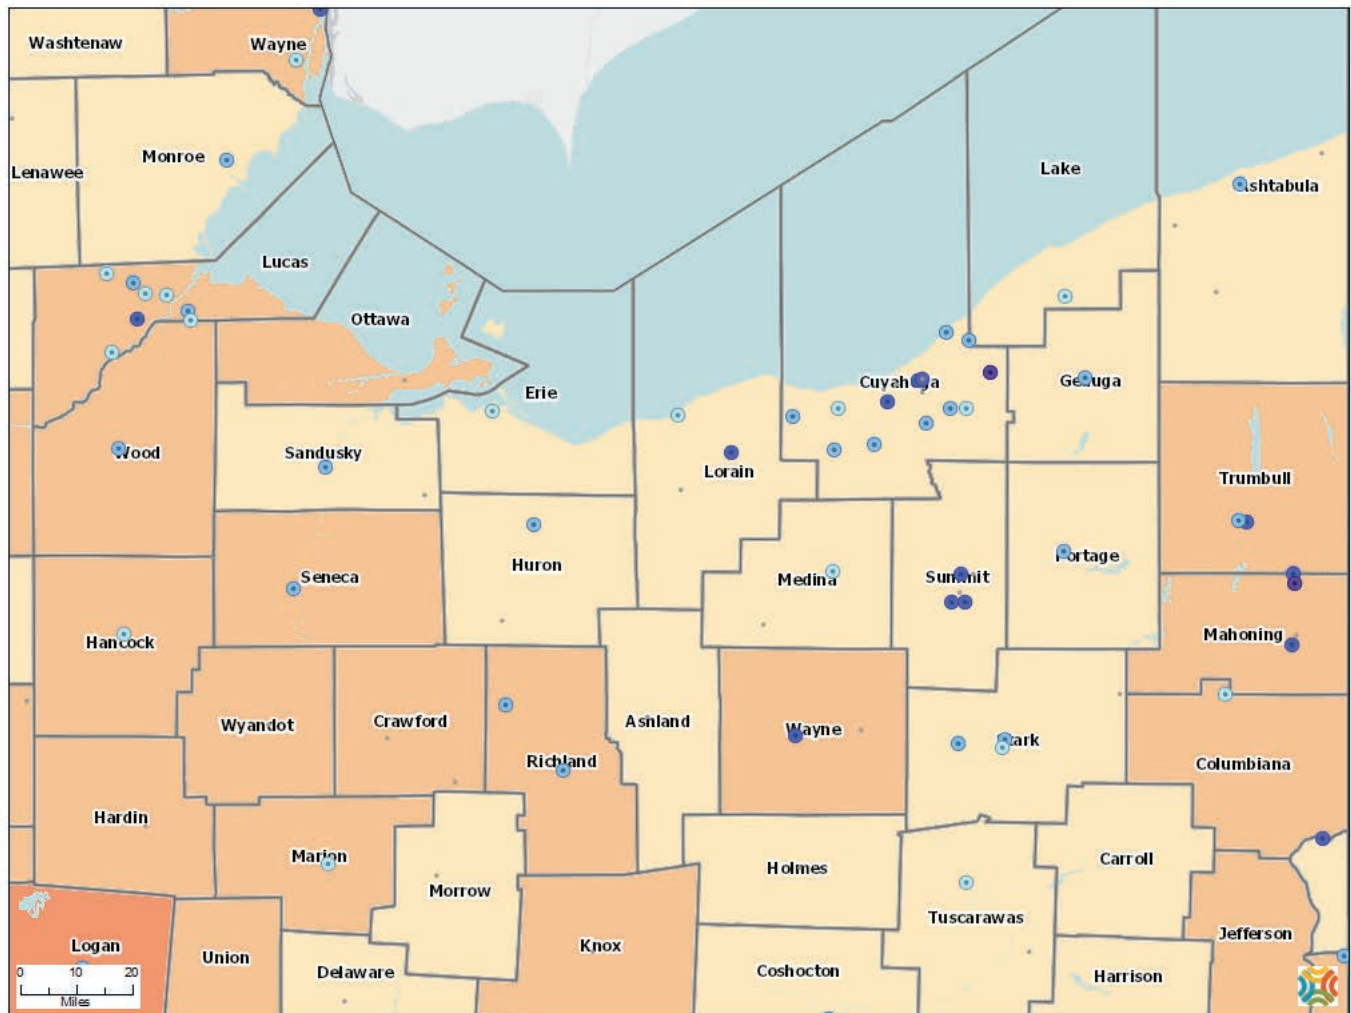 Washtenaw
Wayne
Monroe
Lenawee
Lake
Ashtabula
Lucas
Ottawa
Erie
Cuyahoga
Geauga
Wood
Sandusky
Lorain
Trumbull
Huron
Seneca
Medina
Summit
Portage
Hancock
Mahoning
Wyandot
Crawford
Ashland
Wayne
Stark
Richland
Columbiana
Hardin
Marion
Holmes
Carroll
Morrow
Tuscarawas
Logan
Union
Knox
Jefferson
Delaware
Coshocton
Harrison
0 10 20
Miles